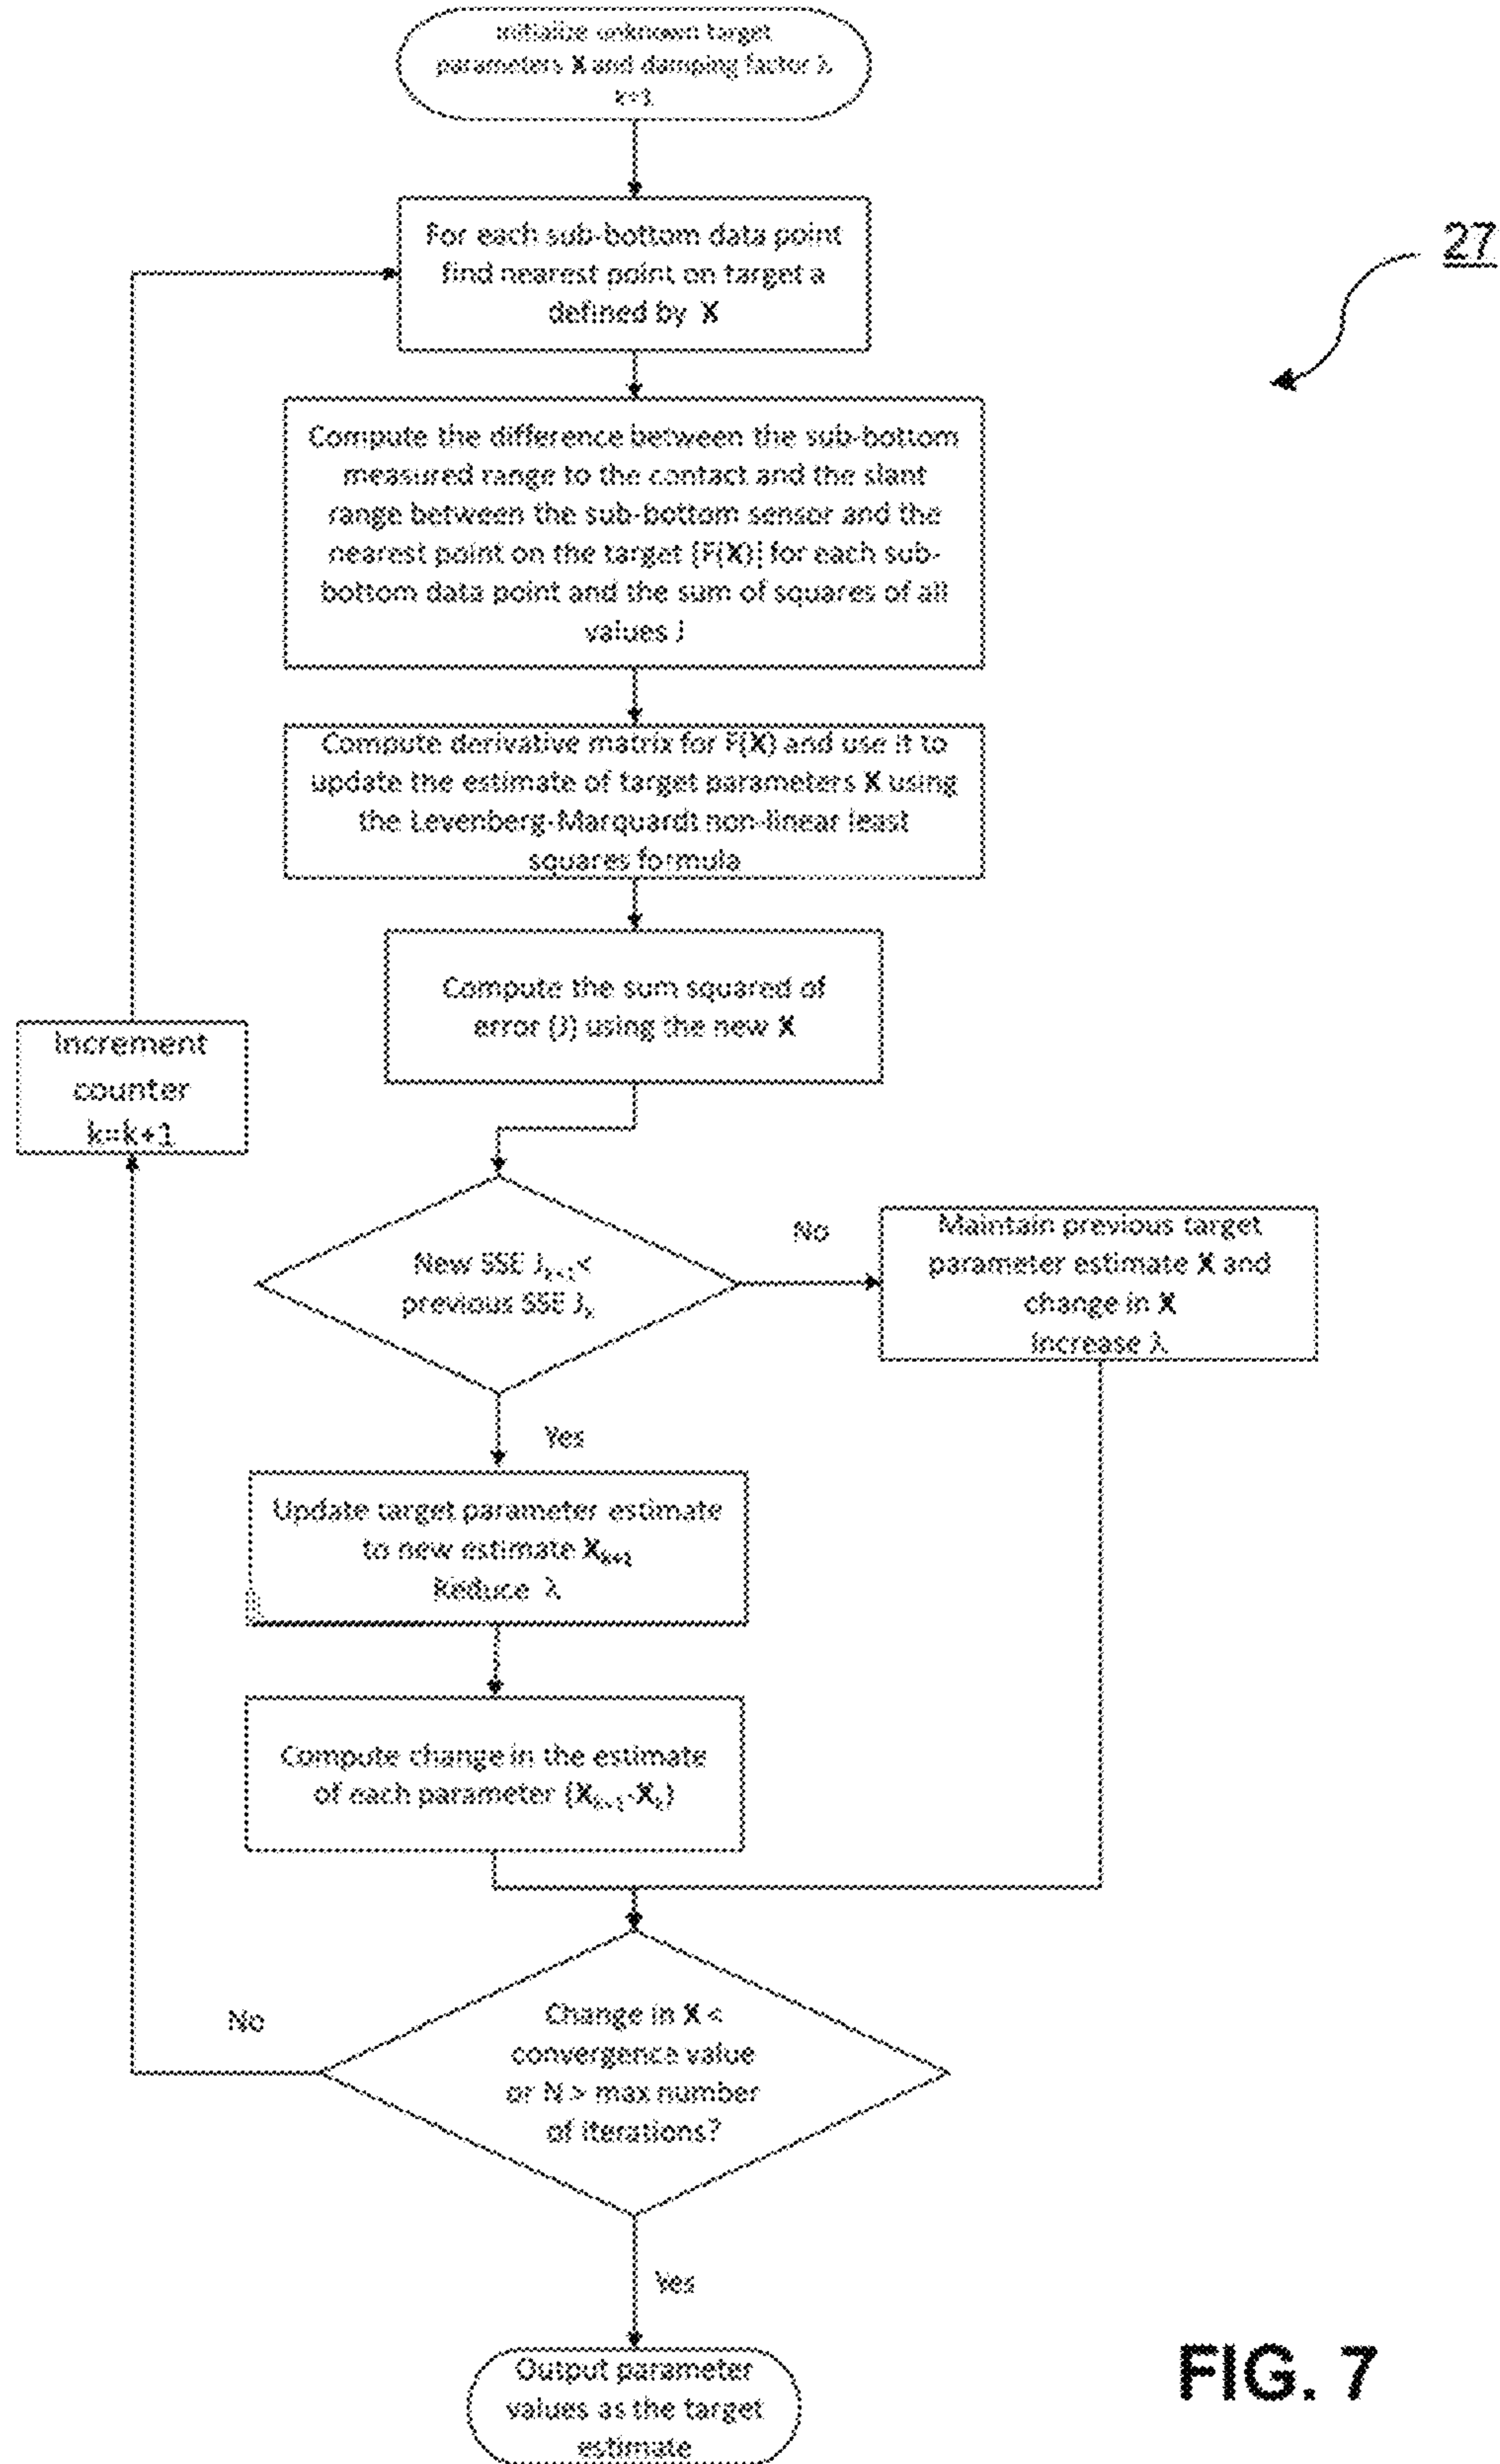 Initialize unknown target
parameters X and damping factor λ
k=1
27
For each sub-bottom data point
find nearest point on target a
defined by X
Compute the difference between the sub-bottom
measured range to the contact and the slant
range between the sub-bottom sensor and the
nearest point on the target [F(X)] for each sub-
bottom data point and the sum of squares of all
values J
Compute derivative matrix for F(X) and use it to
update the estimate of target parameters X using
the Levenberg-Marquardt non-linear least
squares formula
Compute the sum squared of
error (J) using the new X
Increment
counter
k=k+1
New SSE Jₖ₊₁<
previous SSE Jₖ
No
Maintain previous target
parameter estimate X and
change in X
Increase λ
Yes
Update target parameter estimate
to new estimate Xₖ₊₁
Reduce λ
Compute change in the estimate
of each parameter (Xₖ₊₁-Xₖ)
No
Change in X <
convergence value
or N > max number
of iterations?
Yes
Output parameter
values as the target
estimate
FIG. 7